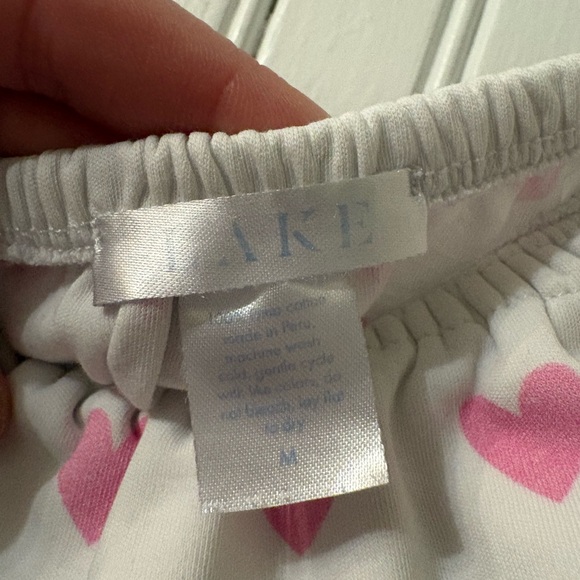 LAKE
pima cotton
made in Peru,
machine wash
cold, gentle cycle
with like colors, do
not bleach, lay flat
to dry
M